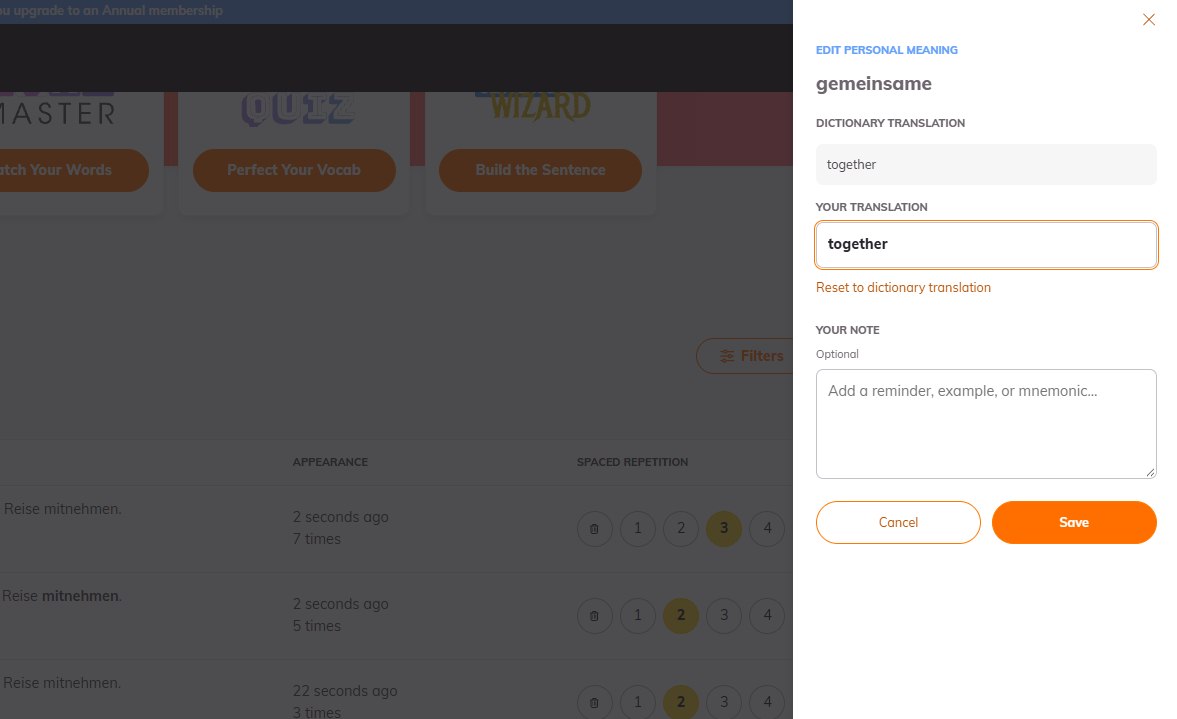 ou upgrade to an Annual membership
MASTER
QUIZ
WIZARD
atch Your Words
Perfect Your Vocab
Build the Sentence
Filters
APPEARANCE
SPACED REPETITION
Reise mitnehmen.
2 seconds ago
7 times
1 2 3 4
Reise mitnehmen.
2 seconds ago
5 times
1 2 3 4
Reise mitnehmen.
22 seconds ago
3 times
1 2 3 4
EDIT PERSONAL MEANING
gemeinsame
DICTIONARY TRANSLATION
together
YOUR TRANSLATION
together
Reset to dictionary translation
YOUR NOTE
Optional
Add a reminder, example, or mnemonic...
Cancel
Save